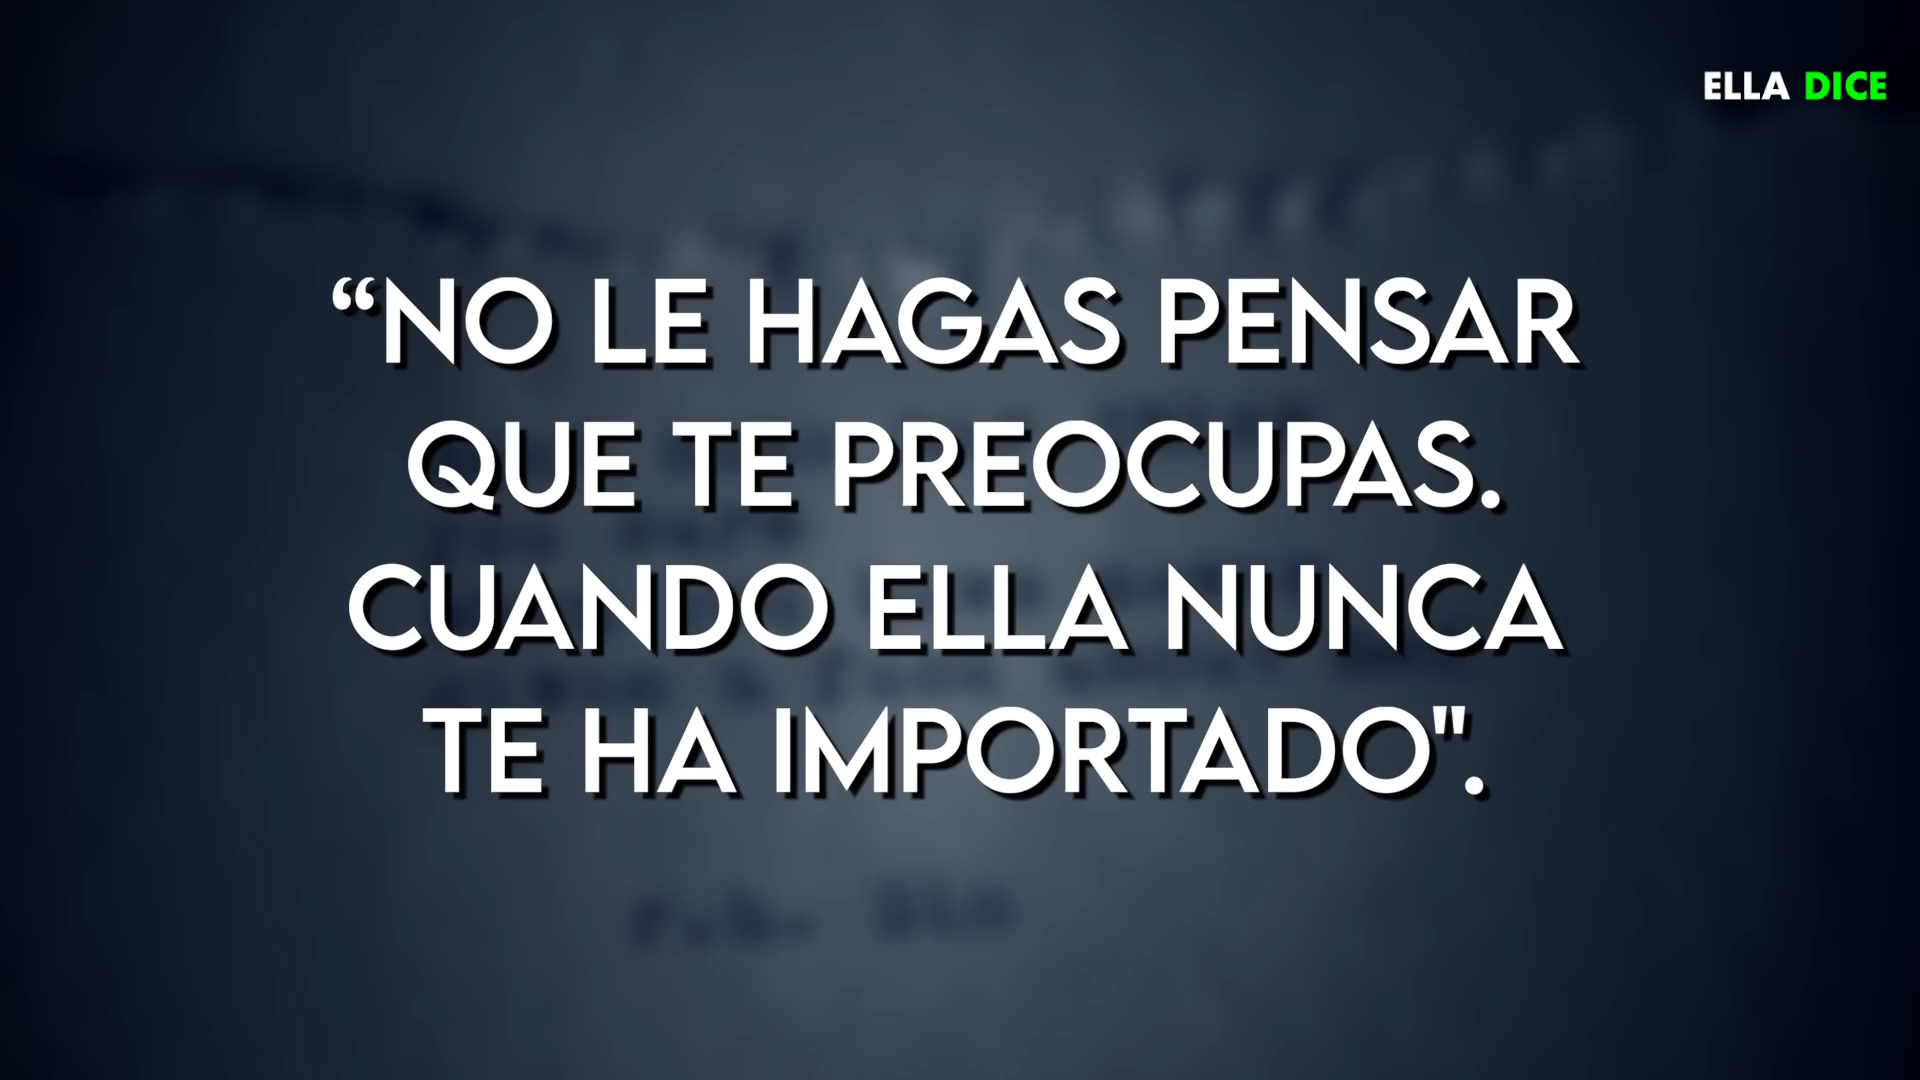 ELLA DICE
“NO LE HAGAS PENSAR
QUE TE PREOCUPAS.
CUANDO ELLA NUNCA
TE HA IMPORTADO".